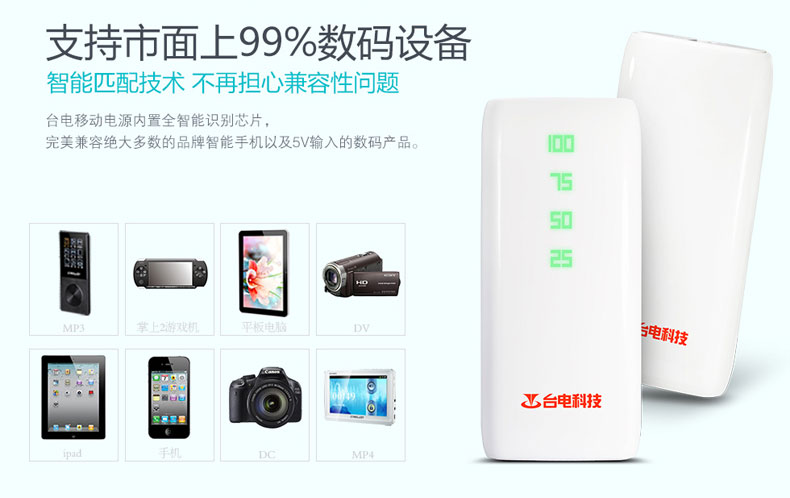 支持市面上99%数码设备
智能匹配技术 不再担心兼容性问题
台电移动电源内置全智能识别芯片，
完美兼容绝大多数的品牌智能手机以及5V输入的数码产品。
100
75
50
25
台电科技
台电科技
MP3
掌上2游戏机
平板电脑
DV
HD
ipad
手机
Canon
DC
MP4